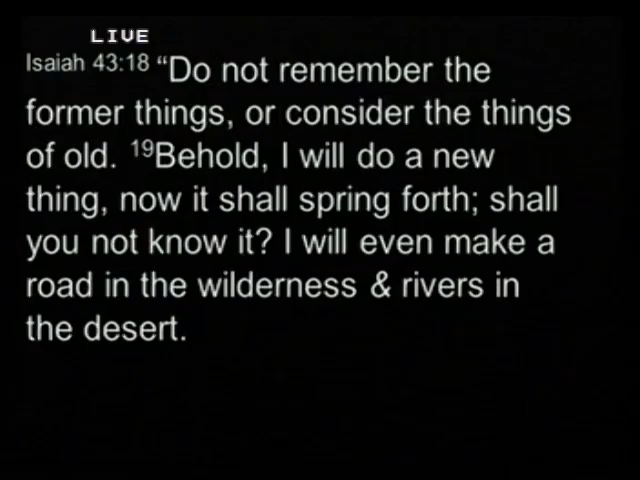 LIVE
Isaiah 43:18 “Do not remember the
former things, or consider the things
of old. 19Behold, I will do a new
thing, now it shall spring forth; shall
you not know it? I will even make a
road in the wilderness & rivers in
the desert.